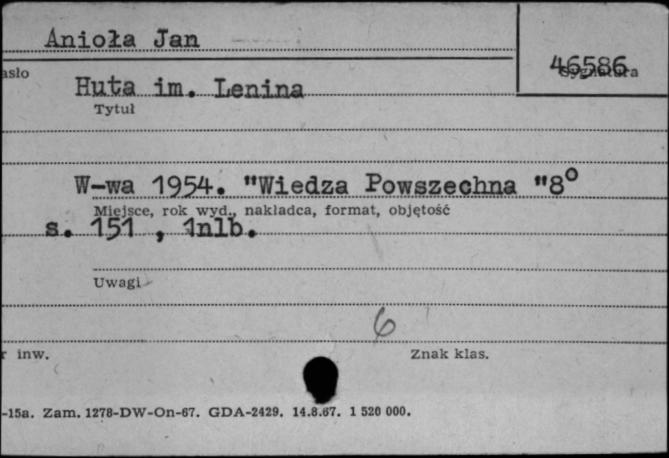 Anioła Jan
46586
Sygnatura
asło
Huta im. Lenina
Tytuł
W-wa 1954. "Wiedza Powszechna "8°
Miejsce, rok wyd., nakładca, format, objętość
s. 151 , 1nlb.
Uwagi
6
r inw.
Znak klas.
-15a. Zam. 1278-DW-On-67. GDA-2429. 14.8.67. 1 520 000.